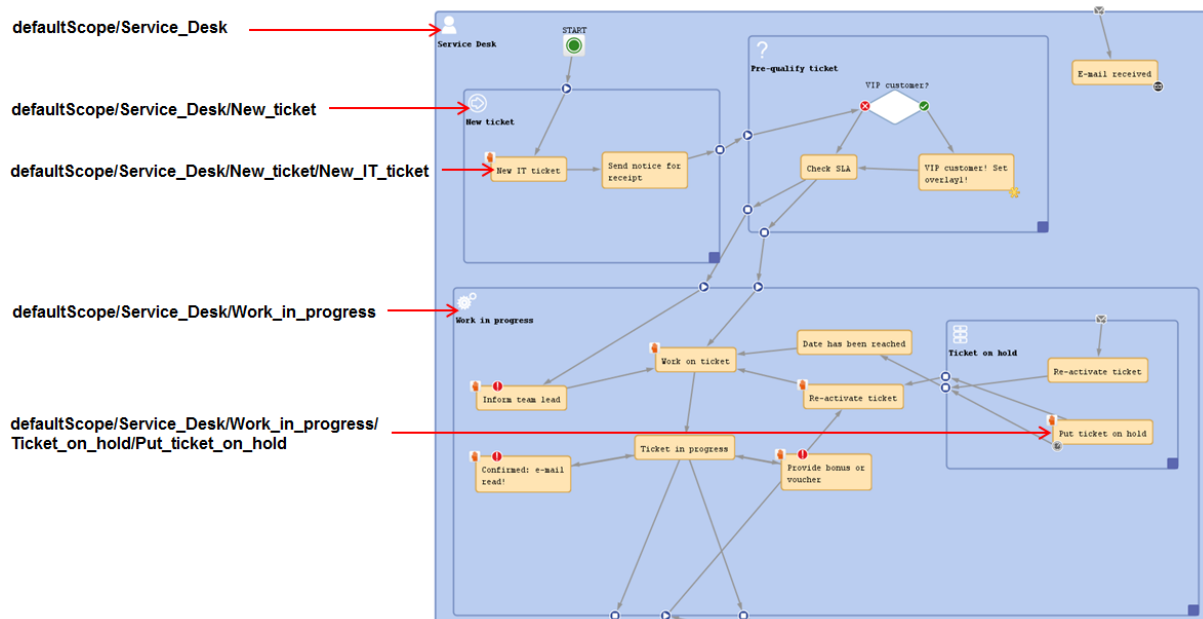 defaultScope/Service_Desk
Service Desk
START
Pre-qualify ticket
VIP customer?
E-mail received
defaultScope/Service_Desk/New_ticket
New ticket
defaultScope/Service_Desk/New_ticket/New_IT_ticket
New IT ticket
Send notice for
receipt
Check SLA
VIP customer! Set
overlay1!
defaultScope/Service_Desk/Work_in_progress
Work in progress
Date has been reached
Ticket on hold
Work on ticket
Re-activate ticket
Inform team lead
Re-activate ticket
defaultScope/Service_Desk/Work_in_progress/
Ticket_on_hold/Put_ticket_on_hold
Put ticket on hold
Ticket in progress
Confirmed: e-mail
read!
Provide bonus or
voucher